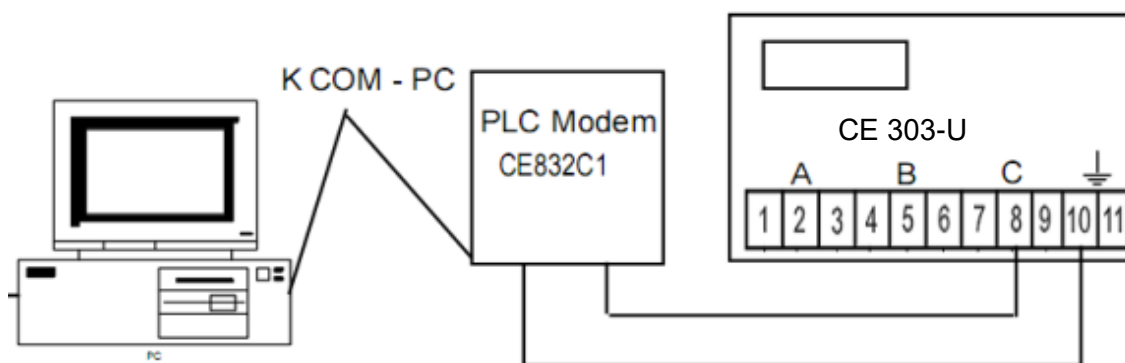 K COM - PC
PLC Modem
CE832C1
CE 303-U
A B C
1 2 3 4 5 6 7 8 9 10 11
PC